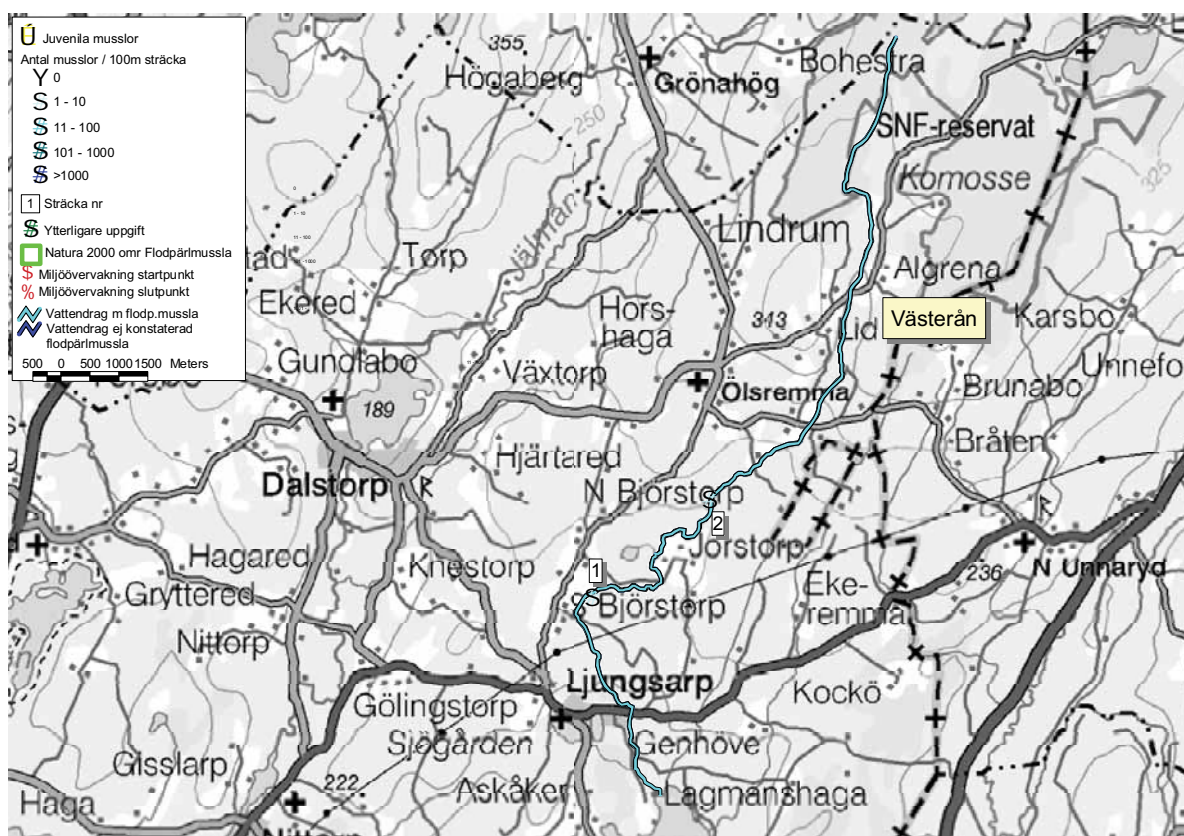 Ú Juvenila musslor
Antal musslor / 100m sträcka
Y 0
S 1 - 10
S 11 - 100
S 101 - 1000
S >1000
1 Sträcka nr
S Ytterligare uppgift
Natura 2000 omr Flodpärlmussla
$ Miljöövervakning startpunkt
% Miljöövervakning slutpunkt
Vattendrag m flodp.mussla
Vattendrag ej konstaterad
flodpärlmussla
500 0 500 1000 1500 Meters
355
Högaberg
Grönahög
Bohestra
250
SNF-reservat
Komosse
325
Lindrum
Jälman
Torp
Algrena
Ekered
Hors-
haga
313
Lid
Västerån
Karsbo
Gundlabo
Unnefo
Växtorp
Ölsremma
Brunabo
189
Hjärtared
Bråten
Dalstorp
N Björstorp
S
2
Jorstorp
Hagared
Knestorp
1
N Unnaryd
236
Gryttered
S
S Björstorp
Eke-
remma
Nittorp
Ljungsarp
Kockö
Gölingstorp
Sjögården
Genhöve
Gisslarp
222
Askåker
Lagmanshaga
Haga